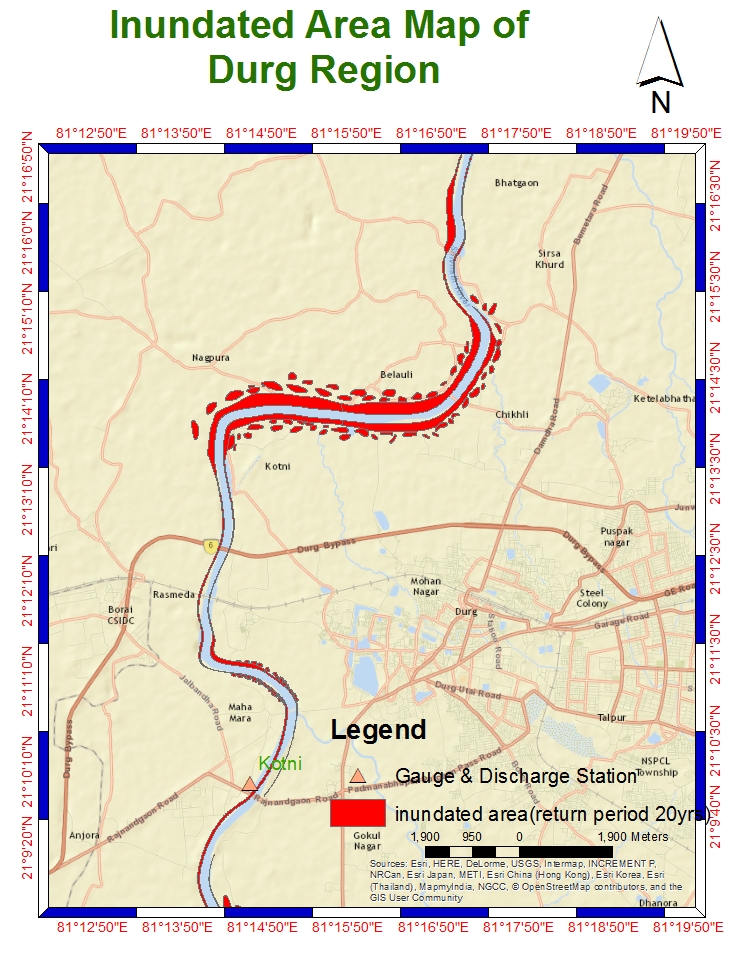 Inundated Area Map of
Durg Region
N
81°12'50"E 81°13'50"E 81°14'50"E 81°15'50"E 81°16'50"E 81°17'50"E 81°18'50"E 81°19'50"E
21°16'50"N
21°16'0"N
21°15'10"N
21°14'10"N
21°13'10"N
21°12'10"N
21°11'10"N
21°10'10"N
21°9'20"N
21°16'30"N
21°15'30"N
21°14'30"N
21°13'30"N
21°12'30"N
21°11'30"N
21°10'30"N
21°9'40"N
Bhatgaon
Bemetara Road
Sirsa
Khurd
Nagpura
Belauli
Ketelabhatha
Chikhli
Damdha Road
Kotni
Junw
Puspak
nagar
6
Durg Bypass
Durg Bypass
ri
Mohan
Nagar
Rasmeda
Steel
Colony
GE Road
Borai
CSIDC
Durg
Garage Road
Station Road
Jalbandha Road
Durg-Utai Road
Maha
Mara
Talpur
Durg Bypass
Legend
Kotni
NSPCL
Township
Gauge & Discharge Station
Pass Road
Rajnandgaon Road
Rajnandgaon Road
inundated area(return period 20yrs)
Anjora
Gokul
Nagar
1,900 950 0 1,900 Meters
Sources: Esri, HERE, DeLorme, USGS, Intermap, INCREMENT P,
NRCan, Esri Japan, METI, Esri China (Hong Kong), Esri Korea, Esri
(Thailand), MapmyIndia, NGCC, © OpenStreetMap contributors, and the
GIS User Community
Dhanora
81°12'50"E 81°13'50"E 81°14'50"E 81°15'50"E 81°16'50"E 81°17'50"E 81°18'50"E 81°19'50"E